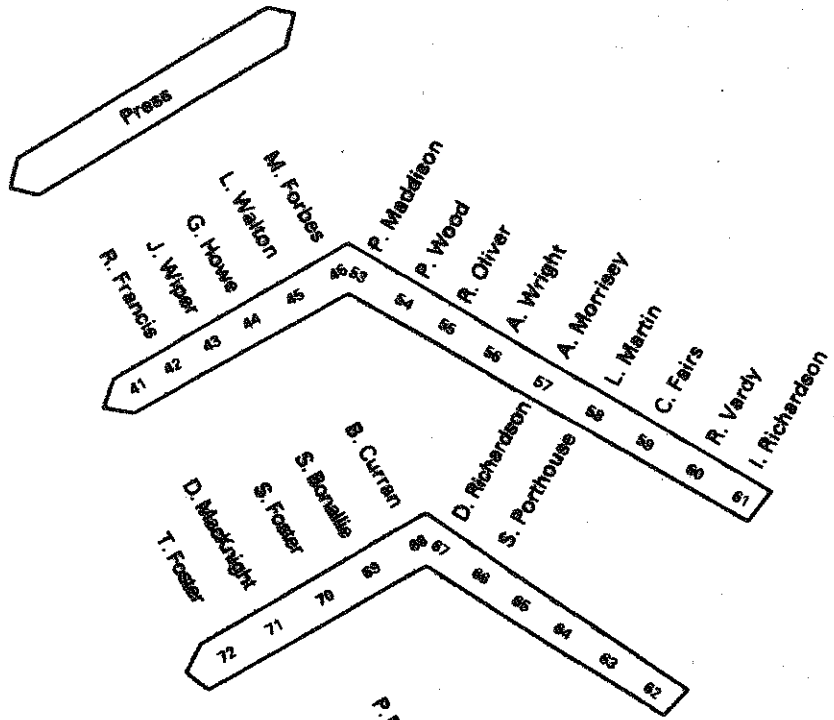 Press
R. Francis
J. Wiper
G. Howe
L. Walton
M. Forbes
P. Maddison
P. Wood
R. Oliver
A. Wright
A. Morrisey
L. Martin
C. Fairs
R. Vardy
I. Richardson
41 42 43 44 45 46 53 54 55 56 57 58 59 60 61
T. Foster
D. MacKnight
S. Foster
S. Bonallie
B. Curran
D. Richardson
S. Porthouse
72 71 70 69 68 67 66 65 64 63 62
P.